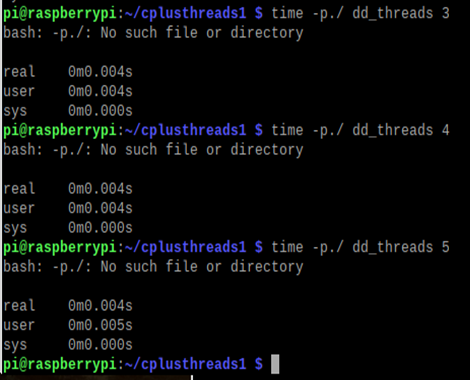 pi@raspberrypi:~/cplusthreads1 $ time -p./ dd_threads 3
bash: -p./: No such file or directory
real 0m0.004s
user 0m0.004s
sys 0m0.000s
pi@raspberrypi:~/cplusthreads1 $ time -p./ dd_threads 4
bash: -p./: No such file or directory
real 0m0.004s
user 0m0.004s
sys 0m0.000s
pi@raspberrypi:~/cplusthreads1 $ time -p./ dd_threads 5
bash: -p./: No such file or directory
real 0m0.004s
user 0m0.005s
sys 0m0.000s
pi@raspberrypi:~/cplusthreads1 $